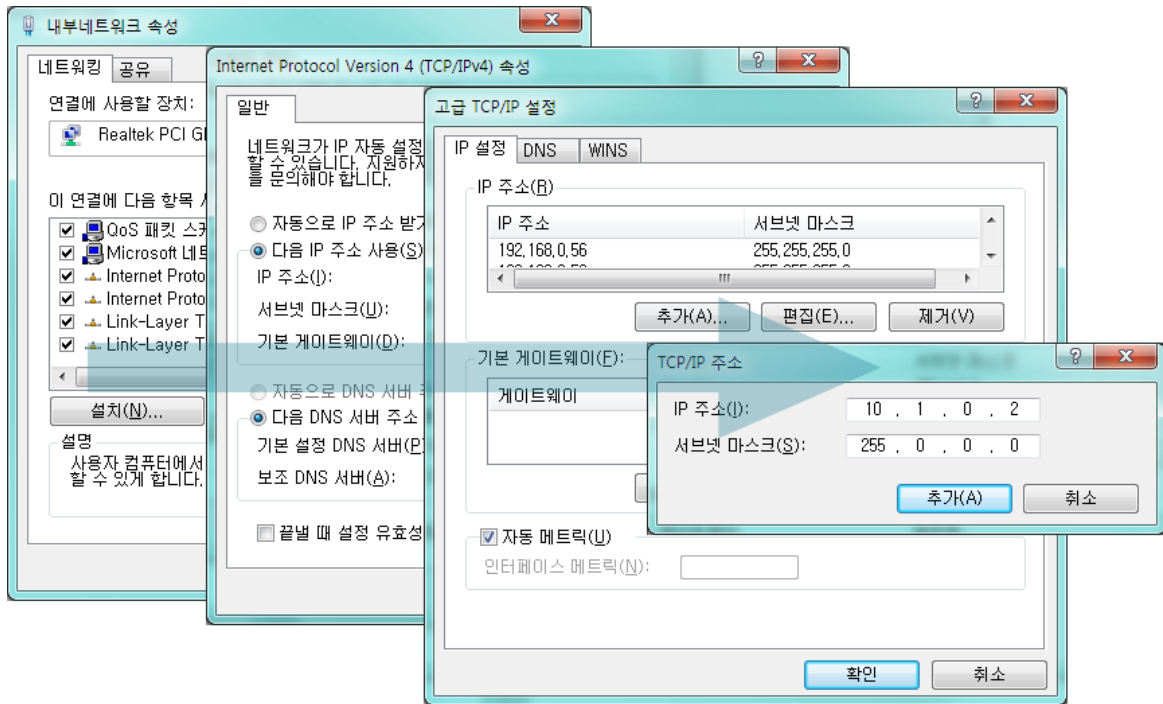 내부네트워크 속성
네트워킹 공유
연결에 사용할 장치:
Realtek PCI
이 연결에 다음 항목
QoS 패킷
Microsoft
Internet
Internet
Link-Layer
Link-Layer
설치(N)...
설명
사용자 컴퓨터에서
할 수 있게 합니다.
Internet Protocol Version 4 (TCP/IPv4) 속성
일반
네트워크가 IP 자동 설정
할 수 있습니다. 지원하지
를 문의해야 합니다.
자동으로 IP 주소 받기
다음 IP 주소 사용(S)
IP 주소(I):
서브넷 마스크(U):
기본 게이트웨이(D):
자동으로 DNS 서버
다음 DNS 서버 주소
기본 설정 DNS 서버(P)
보조 DNS 서버(A):
끝낼 때 설정 유효성
고급 TCP/IP 설정
IP 설정 DNS WINS
IP 주소(R)
IP 주소 서브넷 마스크
192,168,0,56 255,255,255,0
추가(A)... 편집(E)... 제거(V)
기본 게이트웨이(F):
게이트웨이
자동 메트릭(U)
인터페이스 메트릭(N):
확인 취소
TCP/IP 주소
IP 주소(I): 10 . 1 . 0 . 2
서브넷 마스크(S): 255 . 0 . 0 . 0
추가(A) 취소